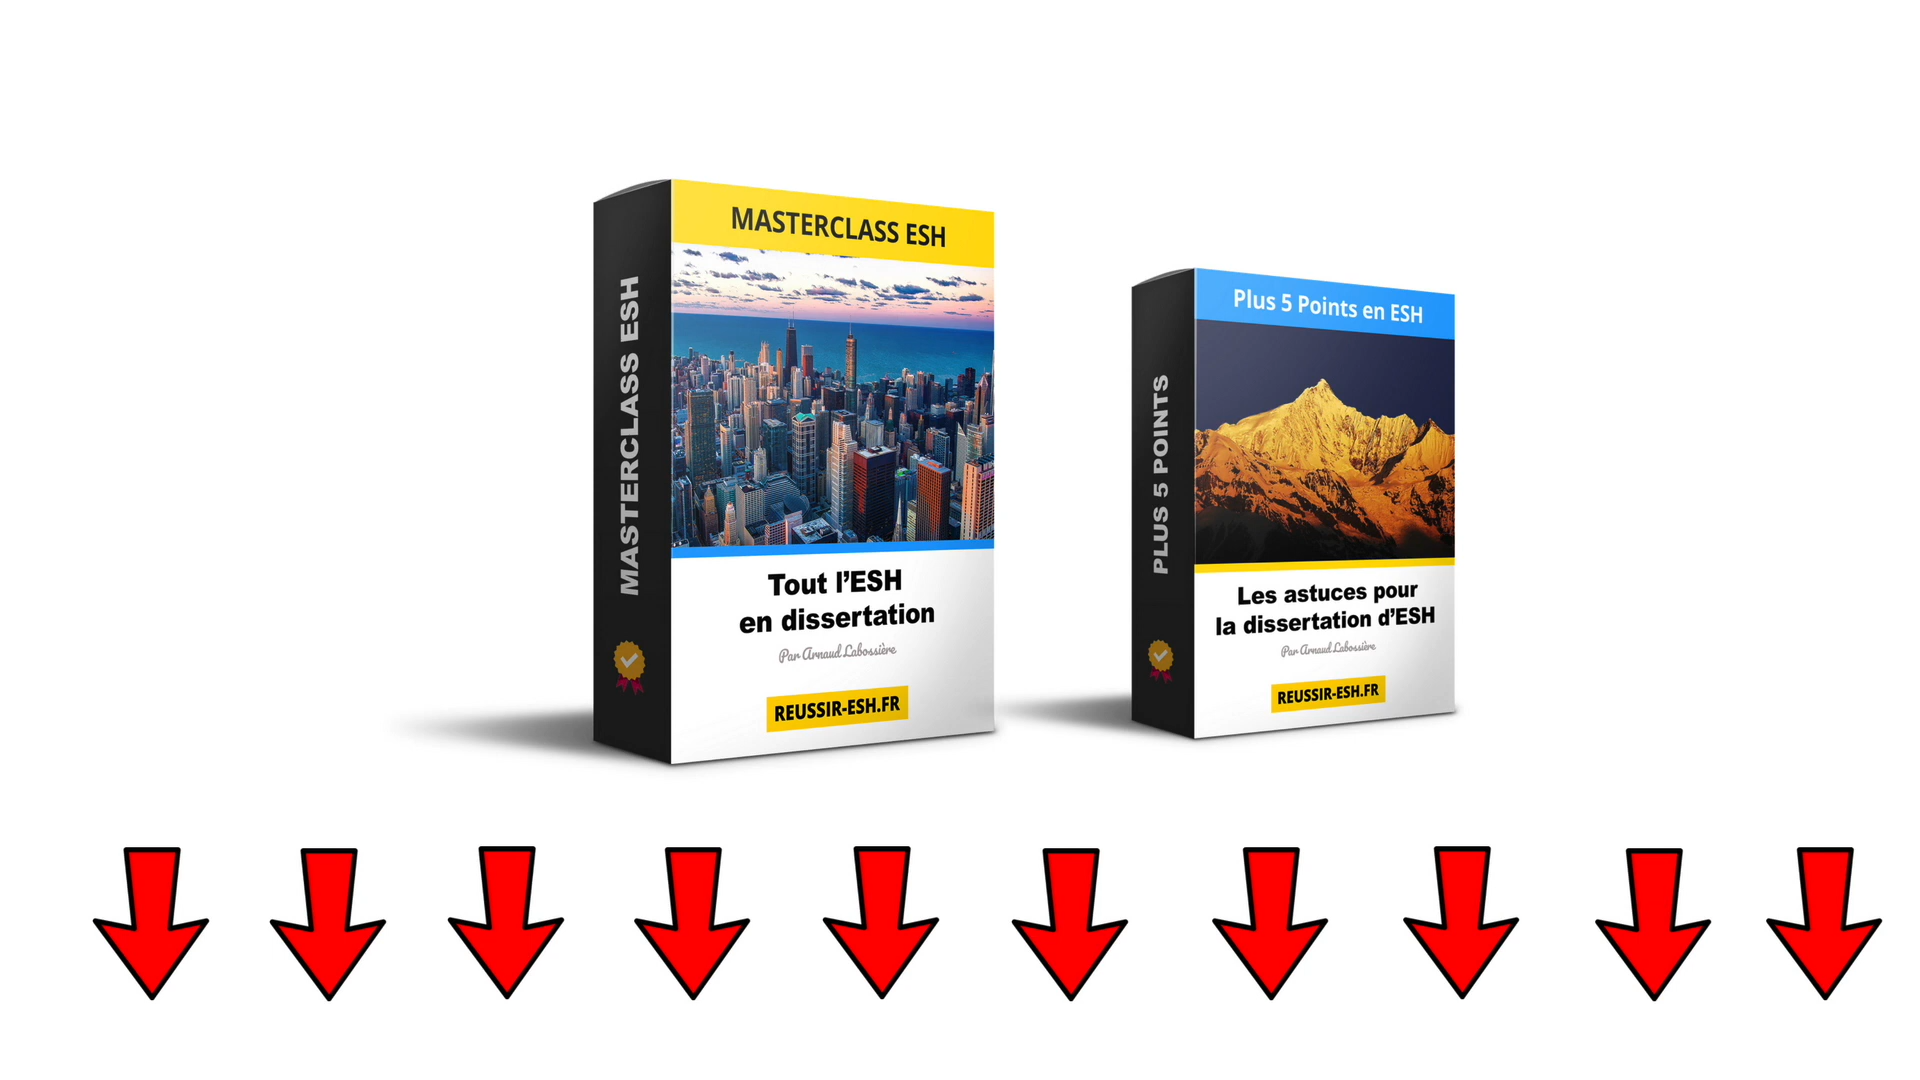 MASTERCLASS ESH
MASTERCLASS ESH
Tout l’ESH
en dissertation
Par Arnaud Labossière
REUSSIR-ESH.FR
PLUS 5 POINTS
Plus 5 Points en ESH
Les astuces pour
la dissertation d’ESH
Par Arnaud Labossière
REUSSIR-ESH.FR